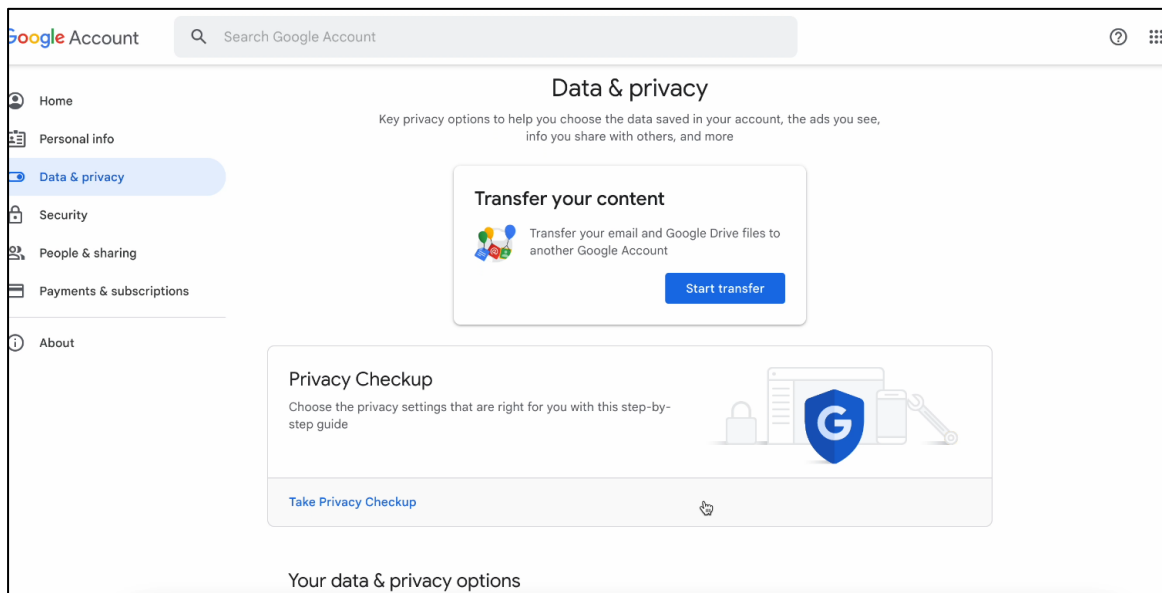 Google Account
Search Google Account
Home
Personal info
Data & privacy
Security
People & sharing
Payments & subscriptions
About
Data & privacy
Key privacy options to help you choose the data saved in your account, the ads you see,
info you share with others, and more
Transfer your content
Transfer your email and Google Drive files to
another Google Account
Start transfer
Privacy Checkup
Choose the privacy settings that are right for you with this step-by-
step guide
G
Take Privacy Checkup
Your data & privacy options